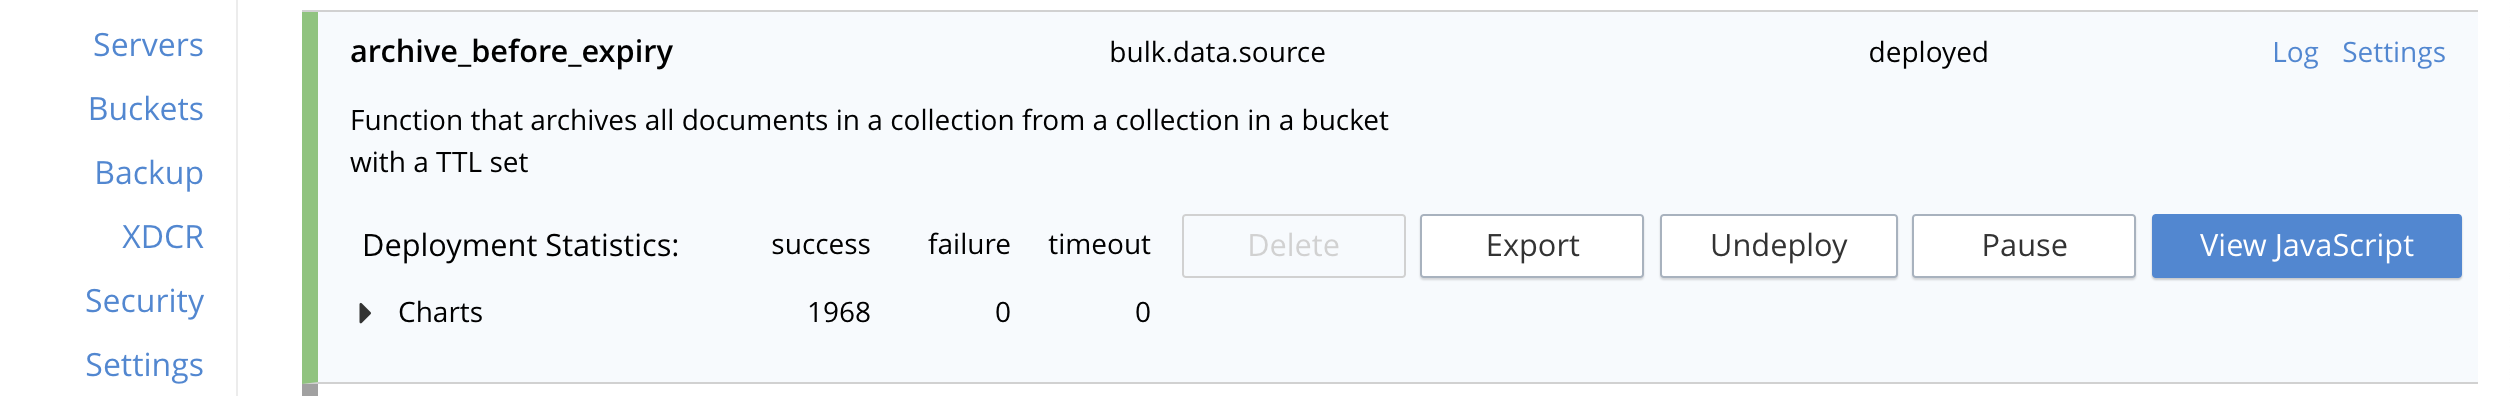 Servers
Buckets
Backup
XDCR
Security
Settings
archive_before_expiry bulk.data.source deployed Log Settings
Function that archives all documents in a collection from a collection in a bucket
with a TTL set
Deployment Statistics: success failure timeout Delete Export Undeploy Pause View JavaScript
Charts 1968 0 0